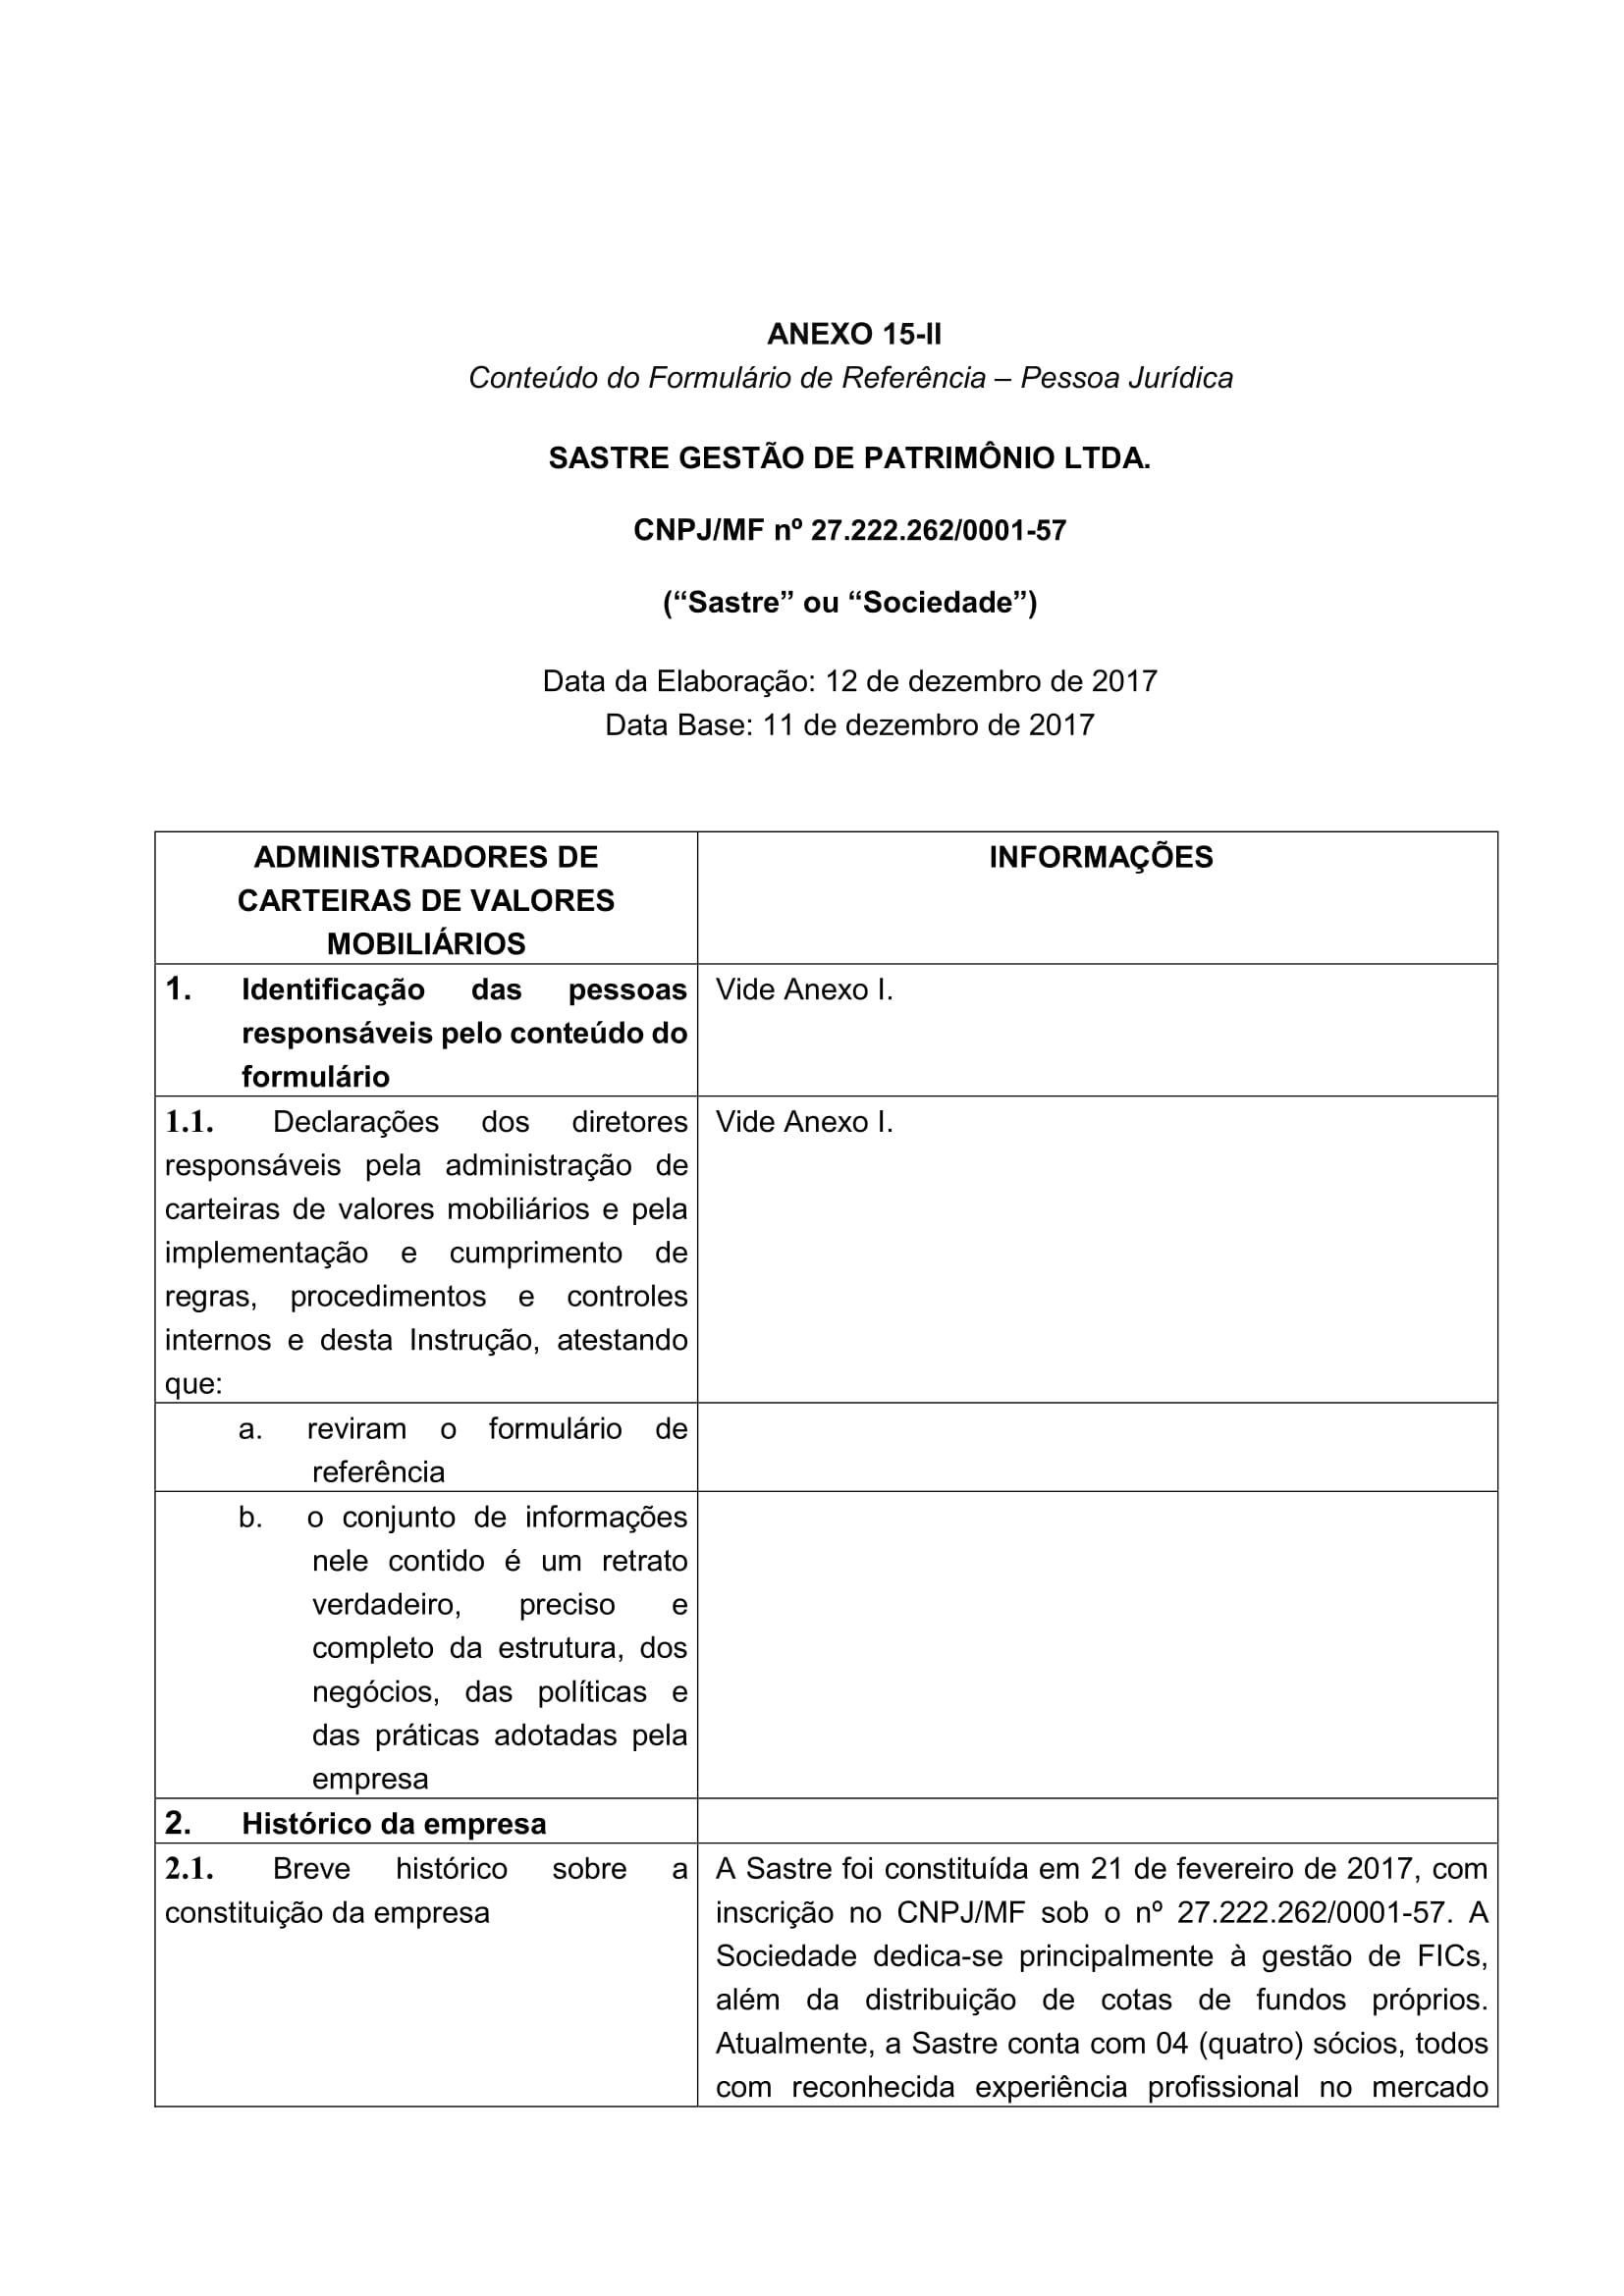 ANEXO 15-II
Conteúdo do Formulário de Referência – Pessoa Jurídica
SASTRE GESTÃO DE PATRIMÔNIO LTDA.
CNPJ/MF nº 27.222.262/0001-57
(“Sastre” ou “Sociedade”)
Data da Elaboração: 12 de dezembro de 2017
Data Base: 11 de dezembro de 2017
ADMINISTRADORES DE
CARTEIRAS DE VALORES
MOBILIÁRIOS
INFORMAÇÕES
1. Identificação das pessoas
responsáveis pelo conteúdo do
formulário
Vide Anexo I.
1.1. Declarações dos diretores
responsáveis pela administração de
carteiras de valores mobiliários e pela
implementação e cumprimento de
regras, procedimentos e controles
internos e desta Instrução, atestando
que:
Vide Anexo I.
a. reviram o formulário de
referência
b. o conjunto de informações
nele contido é um retrato
verdadeiro, preciso e
completo da estrutura, dos
negócios, das políticas e
das práticas adotadas pela
empresa
2. Histórico da empresa
2.1. Breve histórico sobre a
constituição da empresa
A Sastre foi constituída em 21 de fevereiro de 2017, com
inscrição no CNPJ/MF sob o nº 27.222.262/0001-57. A
Sociedade dedica-se principalmente à gestão de FICs,
além da distribuição de cotas de fundos próprios.
Atualmente, a Sastre conta com 04 (quatro) sócios, todos
com reconhecida experiência profissional no mercado